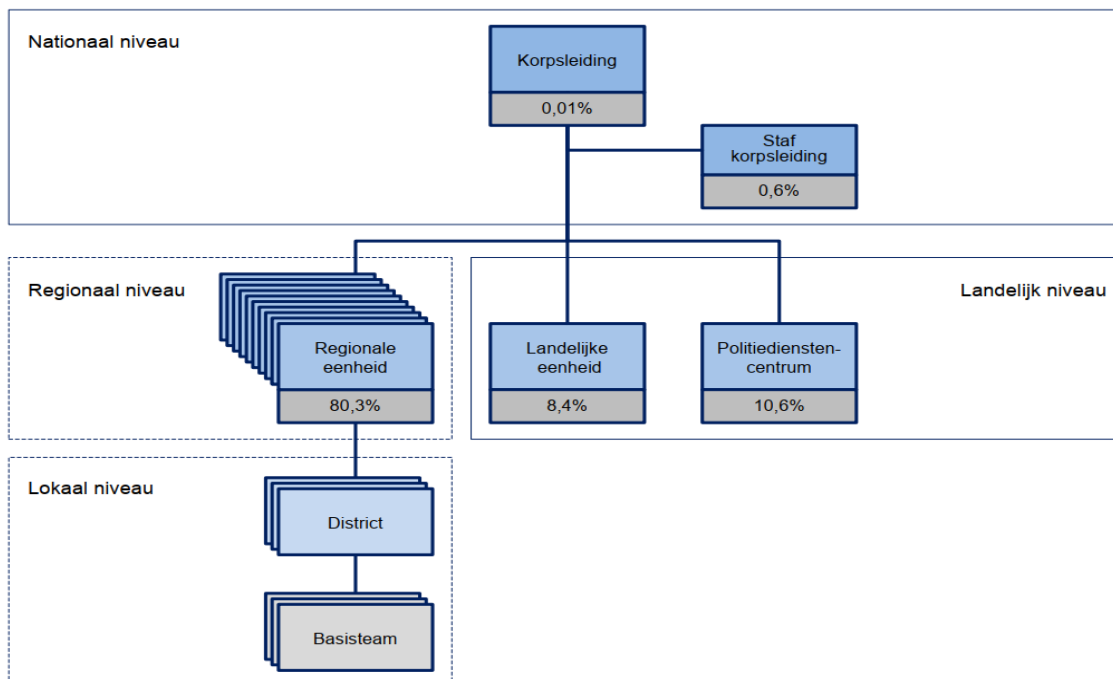 Nationaal niveau
Korpsleiding
0,01%
Staf
korpsleiding
0,6%
Regionaal niveau
Landelijk niveau
Regionale
eenheid
80,3%
Landelijke
eenheid
8,4%
Politiediensten-
centrum
10,6%
Lokaal niveau
District
Basisteam